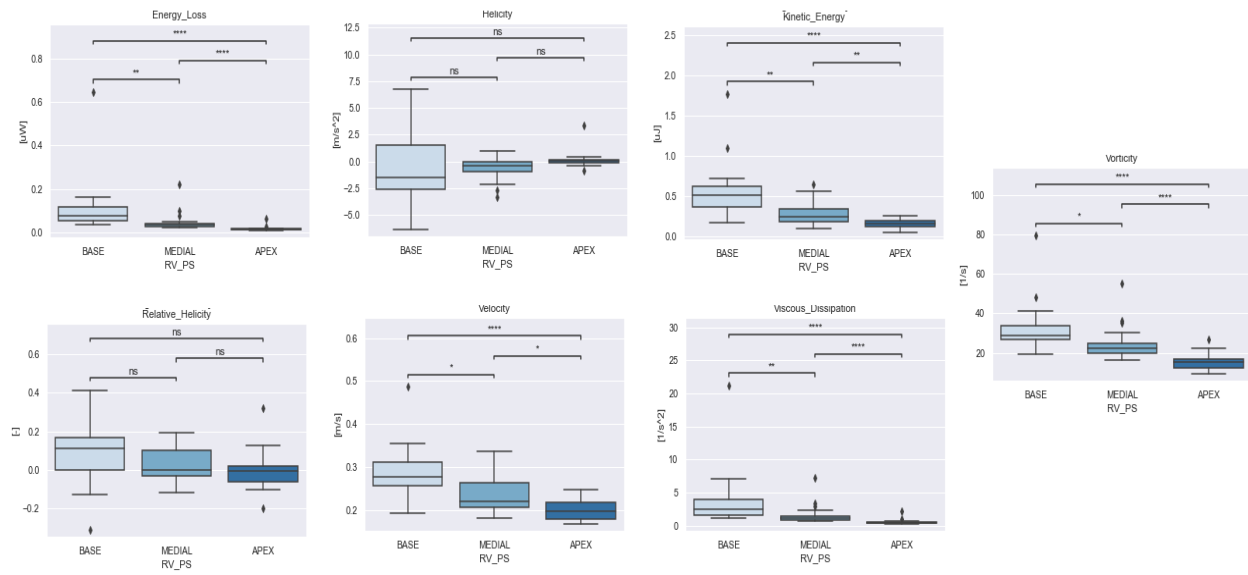 Energy_Loss
****
****
**
0.8
0.6
0.4
0.2
0.0
[uW]
BASE MEDIAL APEX
RV_PS
Helicity
ns
ns
ns
12.5
10.0
7.5
5.0
2.5
0.0
−2.5
−5.0
[m/s^2]
BASE MEDIAL APEX
RV_PS
Kinetic_Energy
****
**
**
2.5
2.0
1.5
1.0
0.5
0.0
[uJ]
BASE MEDIAL APEX
RV_PS
Vorticity
****
****
*
100
80
60
40
20
[1/s]
BASE MEDIAL APEX
RV_PS
Relative_Helicity
ns
ns
ns
0.6
0.4
0.2
0.0
−0.2
[-]
BASE MEDIAL APEX
RV_PS
Velocity
****
*
*
0.6
0.5
0.4
0.3
0.2
[m/s]
BASE MEDIAL APEX
RV_PS
Viscous_Dissipation
****
****
**
30
25
20
15
10
5
0
[1/s^2]
BASE MEDIAL APEX
RV_PS